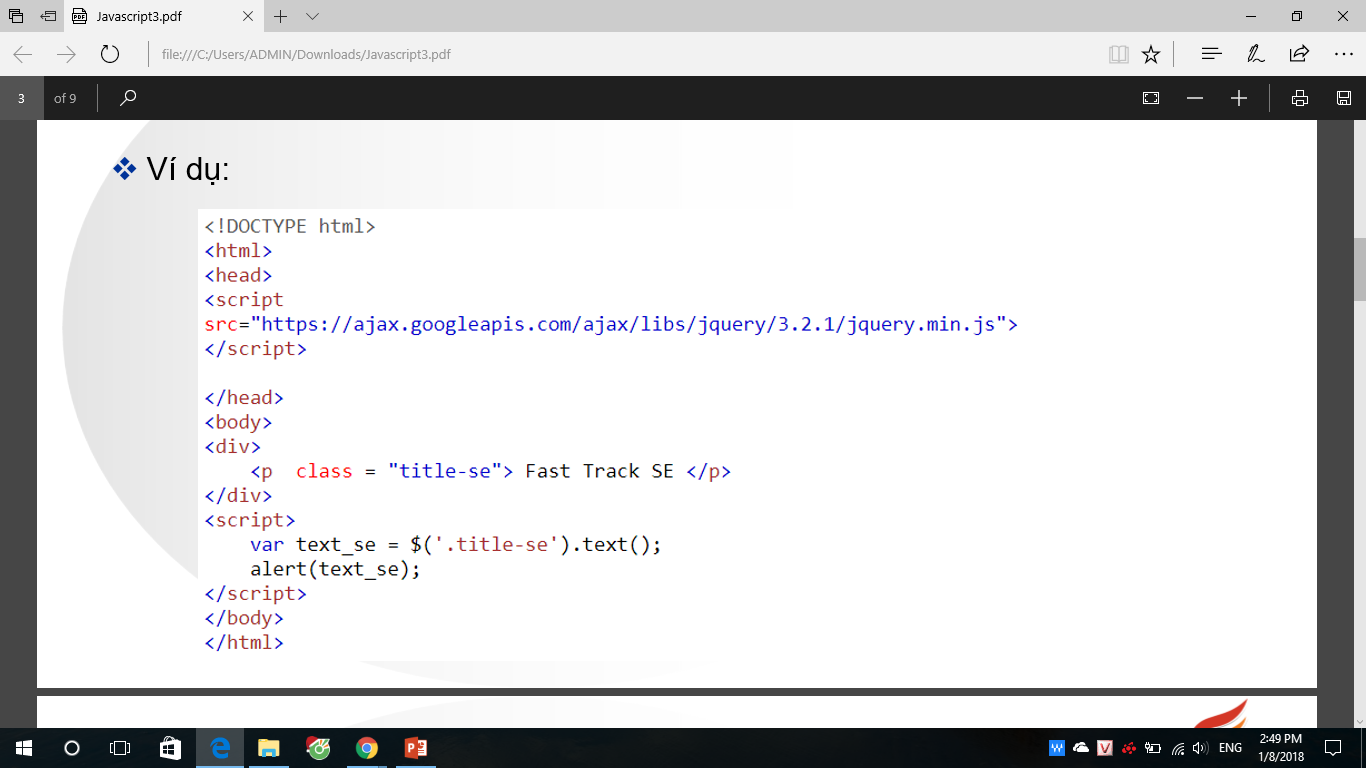 Javascript3.pdf
file:///C:/Users/ADMIN/Downloads/Javascript3.pdf
3 of 9
Ví dụ:
<!DOCTYPE html>
<html>
<head>
<script
src="https://ajax.googleapis.com/ajax/libs/jquery/3.2.1/jquery.min.js">
</script>
</head>
<body>
<div>
<p class = "title-se"> Fast Track SE </p>
</div>
<script>
var text_se = $('.title-se').text();
alert(text_se);
</script>
</body>
</html>
ENG
2:49 PM
1/8/2018